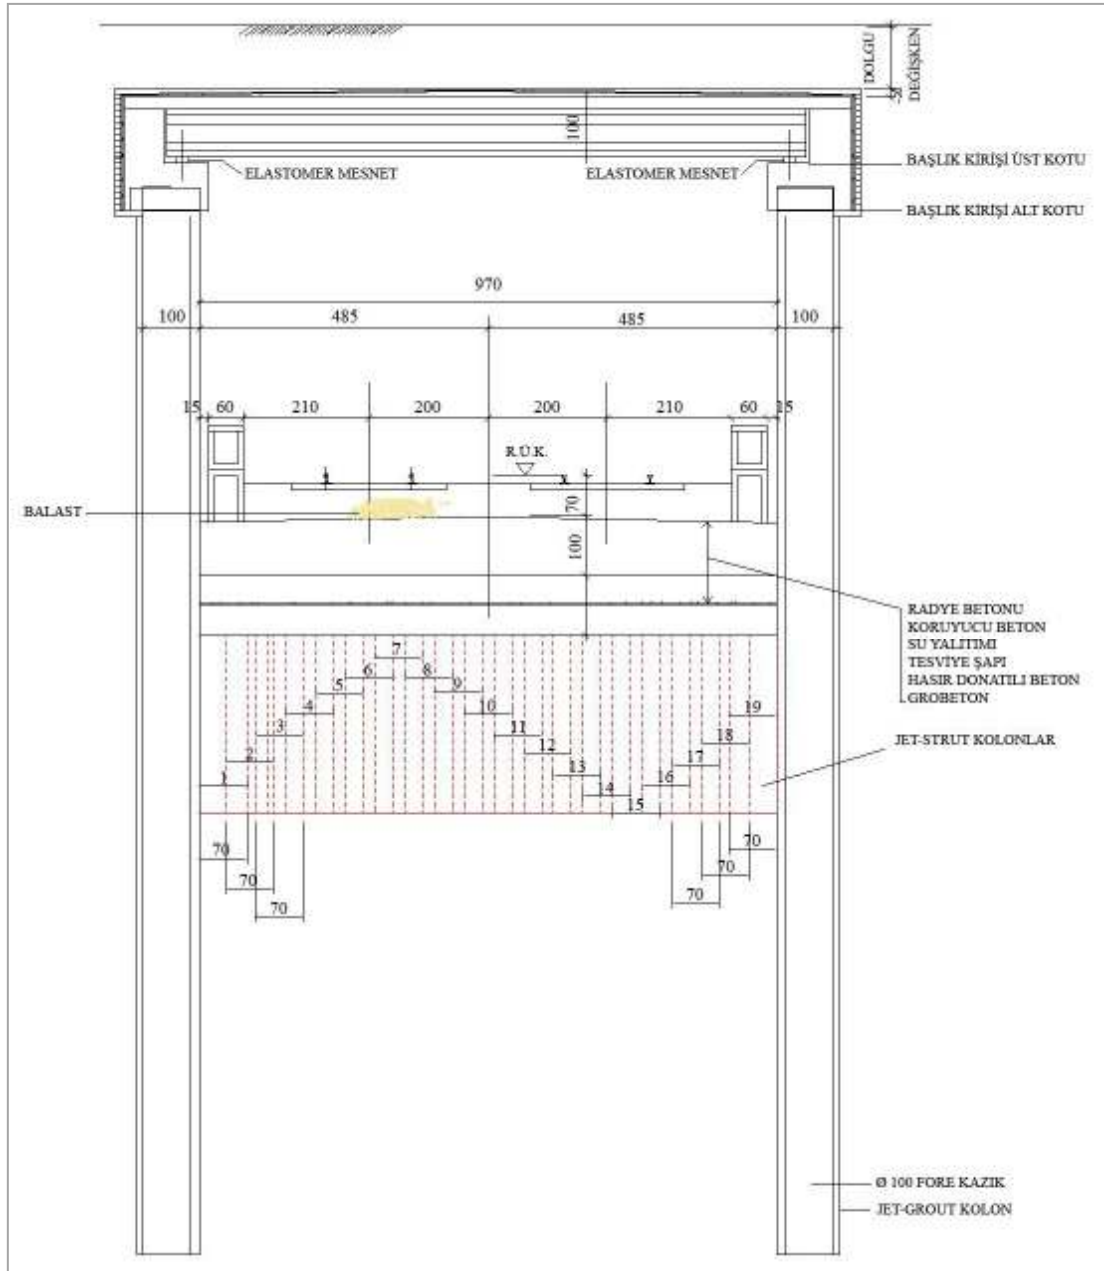 DOLGU
DEĞİŞKEN
100
ELASTOMER MESNET
ELASTOMER MESNET
BAŞLIK KİRİŞİ ÜST KOTU
BAŞLIK KİRİŞİ ALT KOTU
970
100
485
485
100
15
60
210
200
200
210
60
15
R.Ü.K.
70
BALAST
100
RADYE BETONU
KORUYUCU BETON
SU YALITIMI
TESVİYE ŞAPI
HASIR DONATILI BETON
GROBETON
7
6
8
5
9
4
10
19
3
11
18
JET-STRUT KOLONLAR
2
12
17
1
13
16
14
15
70
70
70
70
70
70
Ø 100 FORE KAZIK
JET-GROUT KOLON